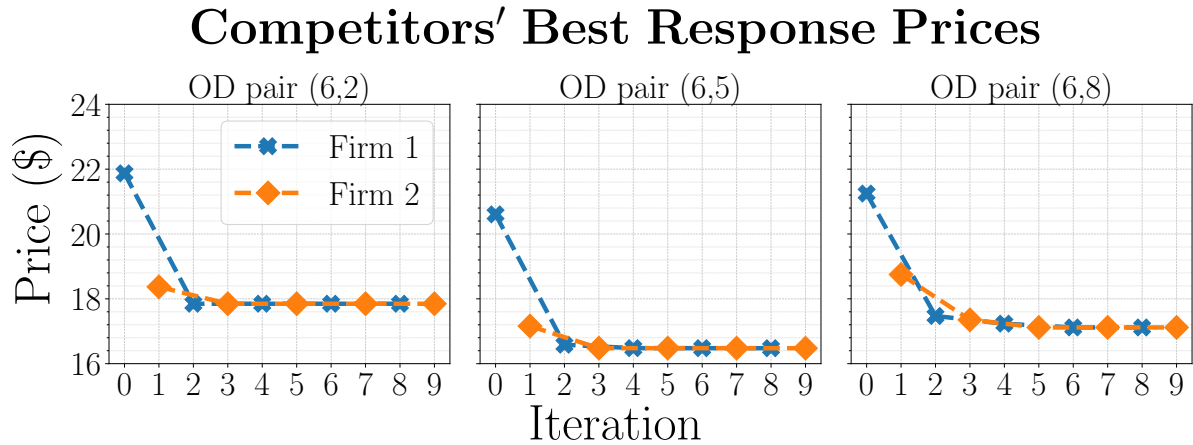 Competitors′ Best Response Prices
OD pair (6,2)
OD pair (6,5)
OD pair (6,8)
Price ($)
24
22
20
18
16
Firm 1
Firm 2
0 1 2 3 4 5 6 7 8 9
0 1 2 3 4 5 6 7 8 9
0 1 2 3 4 5 6 7 8 9
Iteration